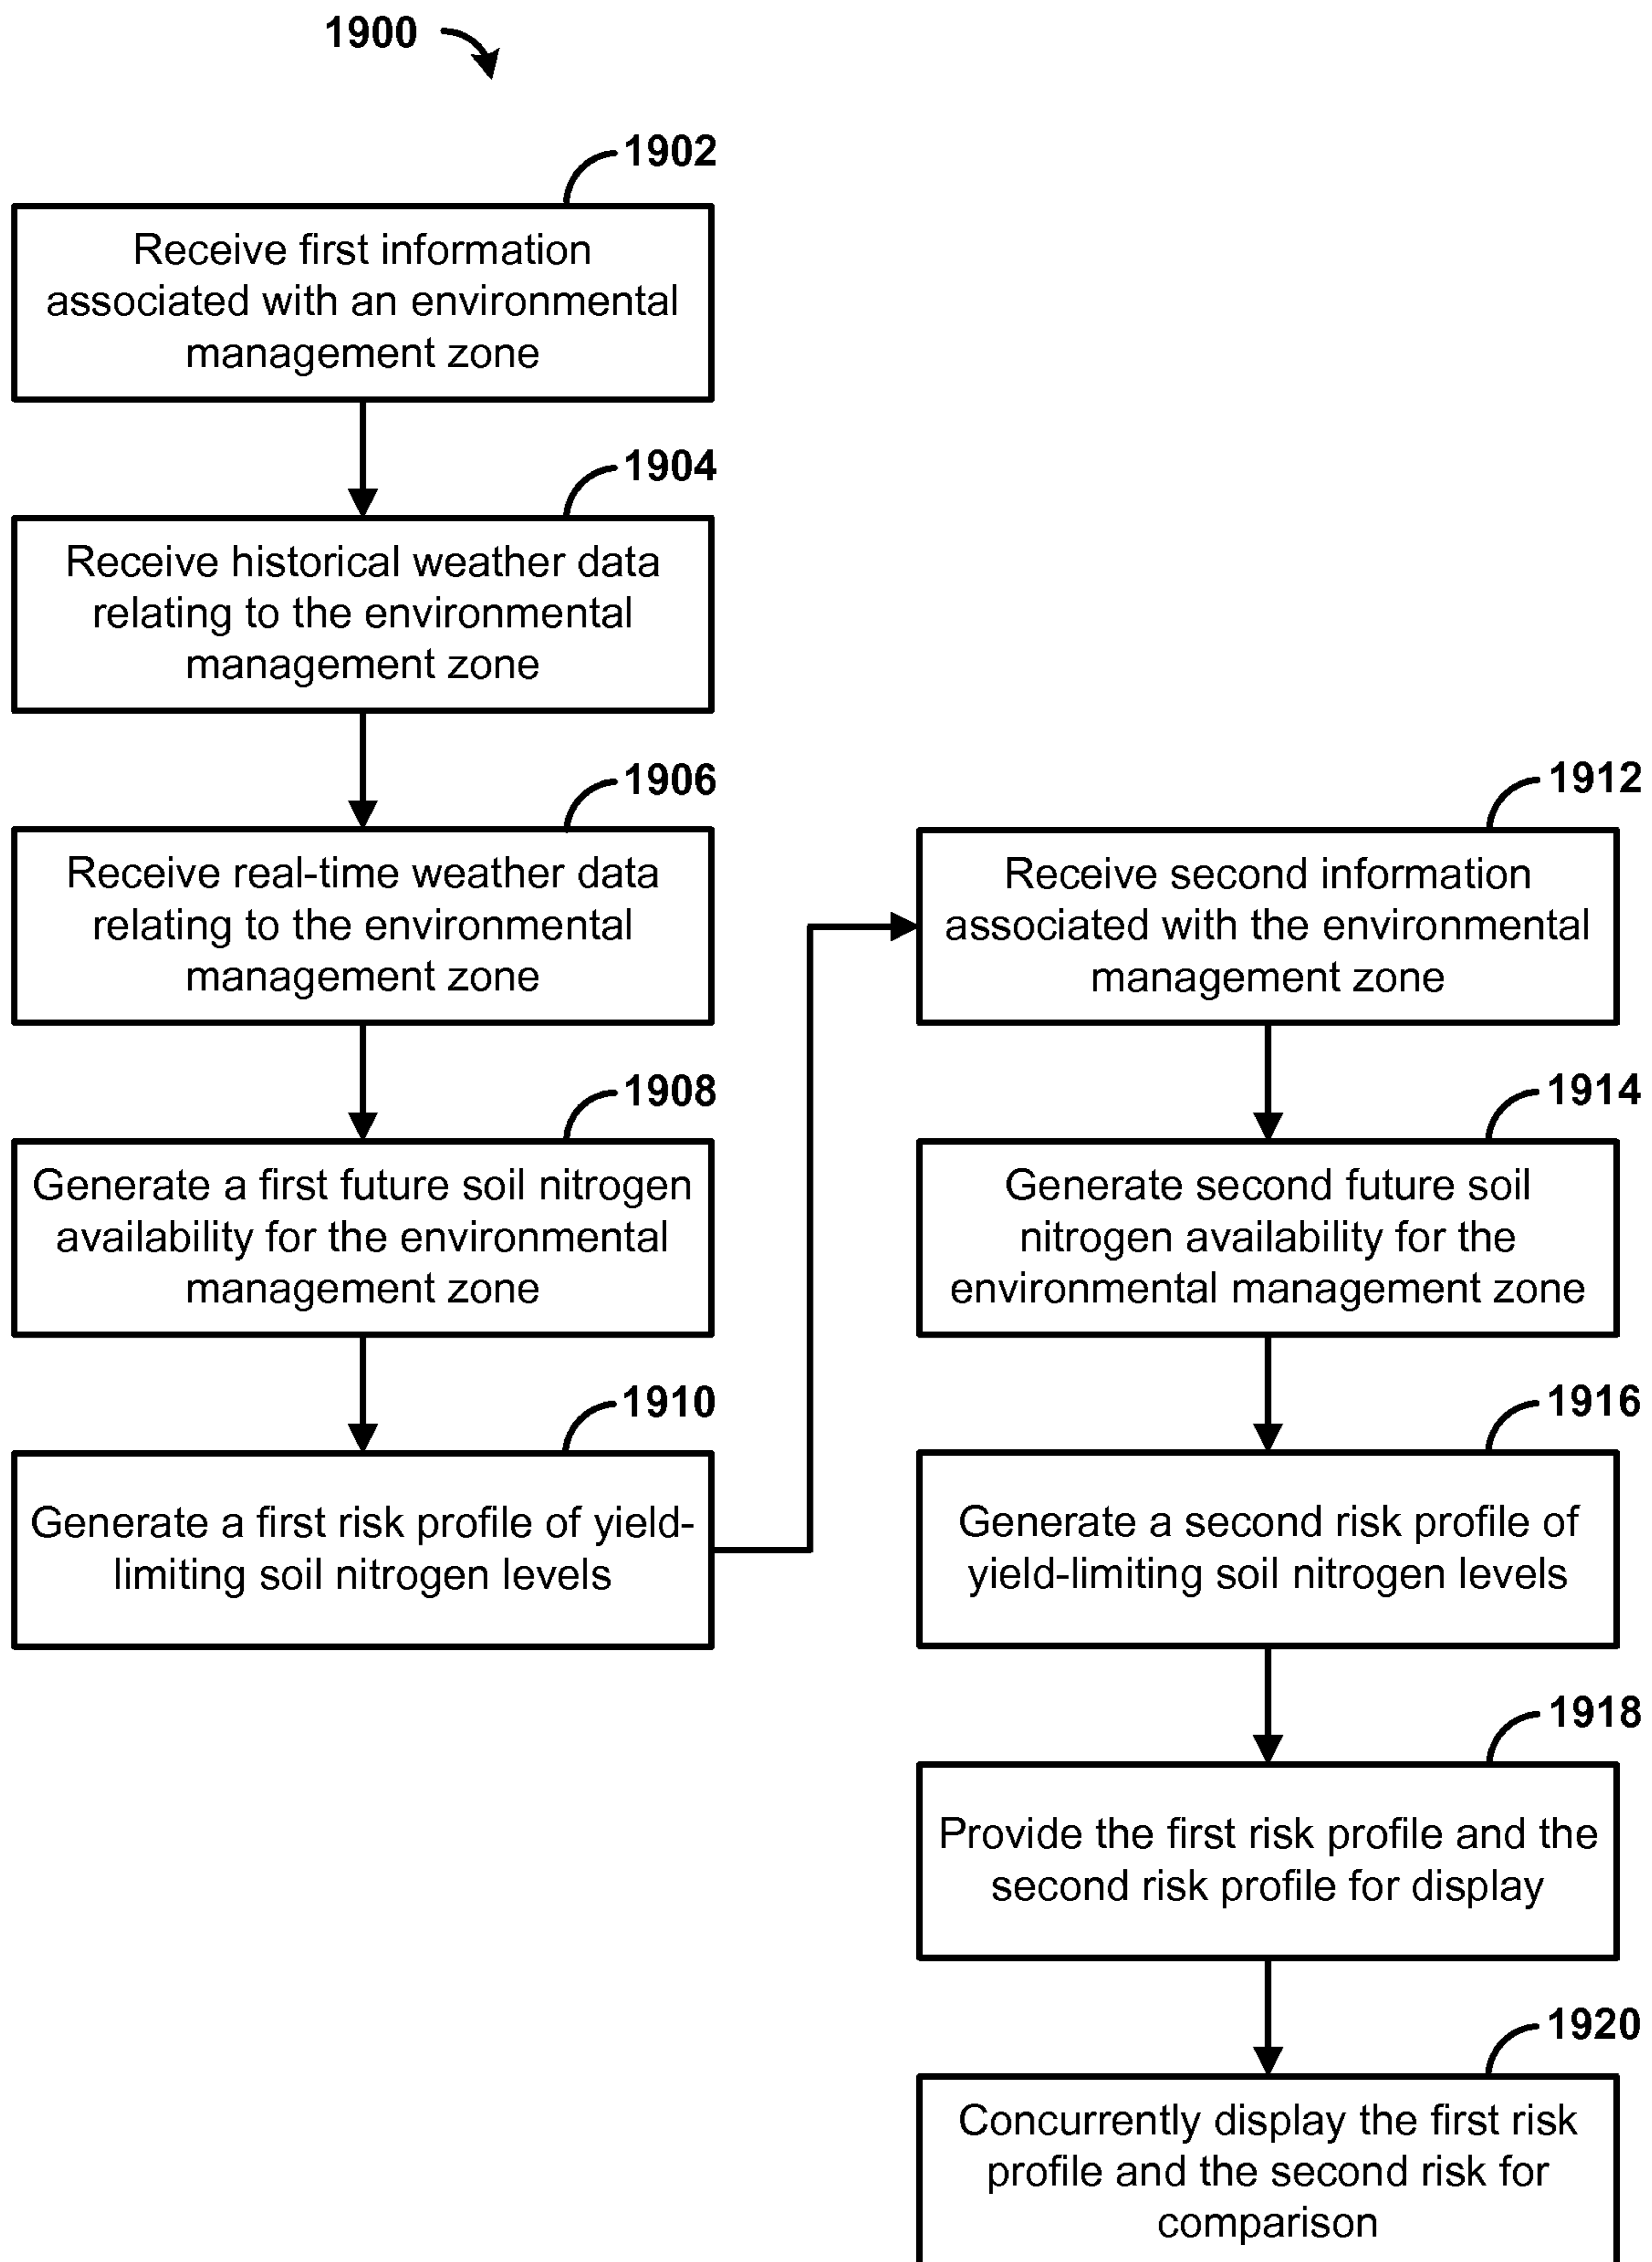 1900
1902
Receive first information
associated with an environmental
management zone
1904
Receive historical weather data
relating to the environmental
management zone
1906
Receive real-time weather data
relating to the environmental
management zone
1908
Generate a first future soil nitrogen
availability for the environmental
management zone
1910
Generate a first risk profile of yield-
limiting soil nitrogen levels
1912
Receive second information
associated with the environmental
management zone
1914
Generate second future soil
nitrogen availability for the
environmental management zone
1916
Generate a second risk profile of
yield-limiting soil nitrogen levels
1918
Provide the first risk profile and the
second risk profile for display
1920
Concurrently display the first risk
profile and the second risk for
comparison